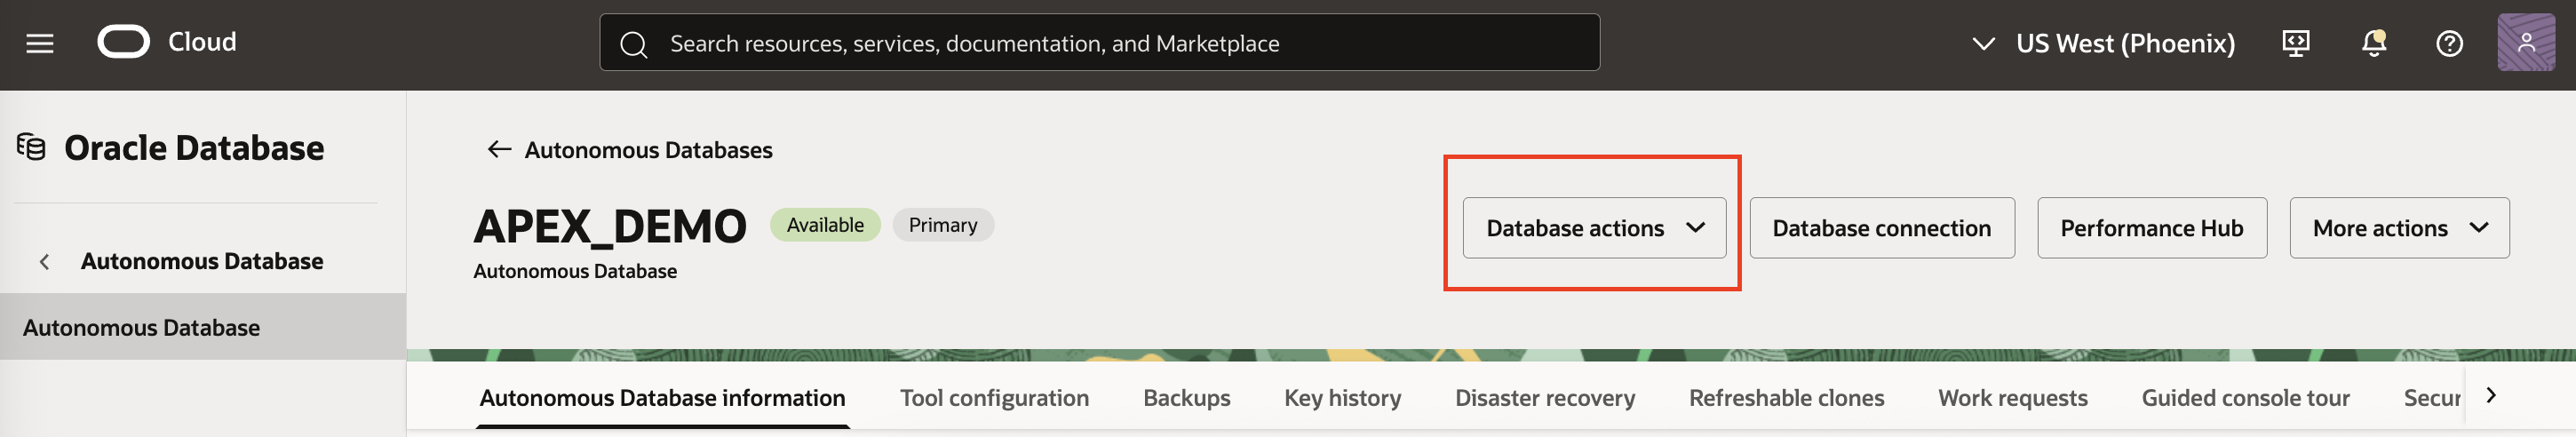 Cloud
Search resources, services, documentation, and Marketplace
US West (Phoenix)
Oracle Database
Autonomous Database
Autonomous Database
Autonomous Databases
APEX_DEMO
Available
Primary
Autonomous Database
Database actions
Database connection
Performance Hub
More actions
Autonomous Database information
Tool configuration
Backups
Key history
Disaster recovery
Refreshable clones
Work requests
Guided console tour
Secur